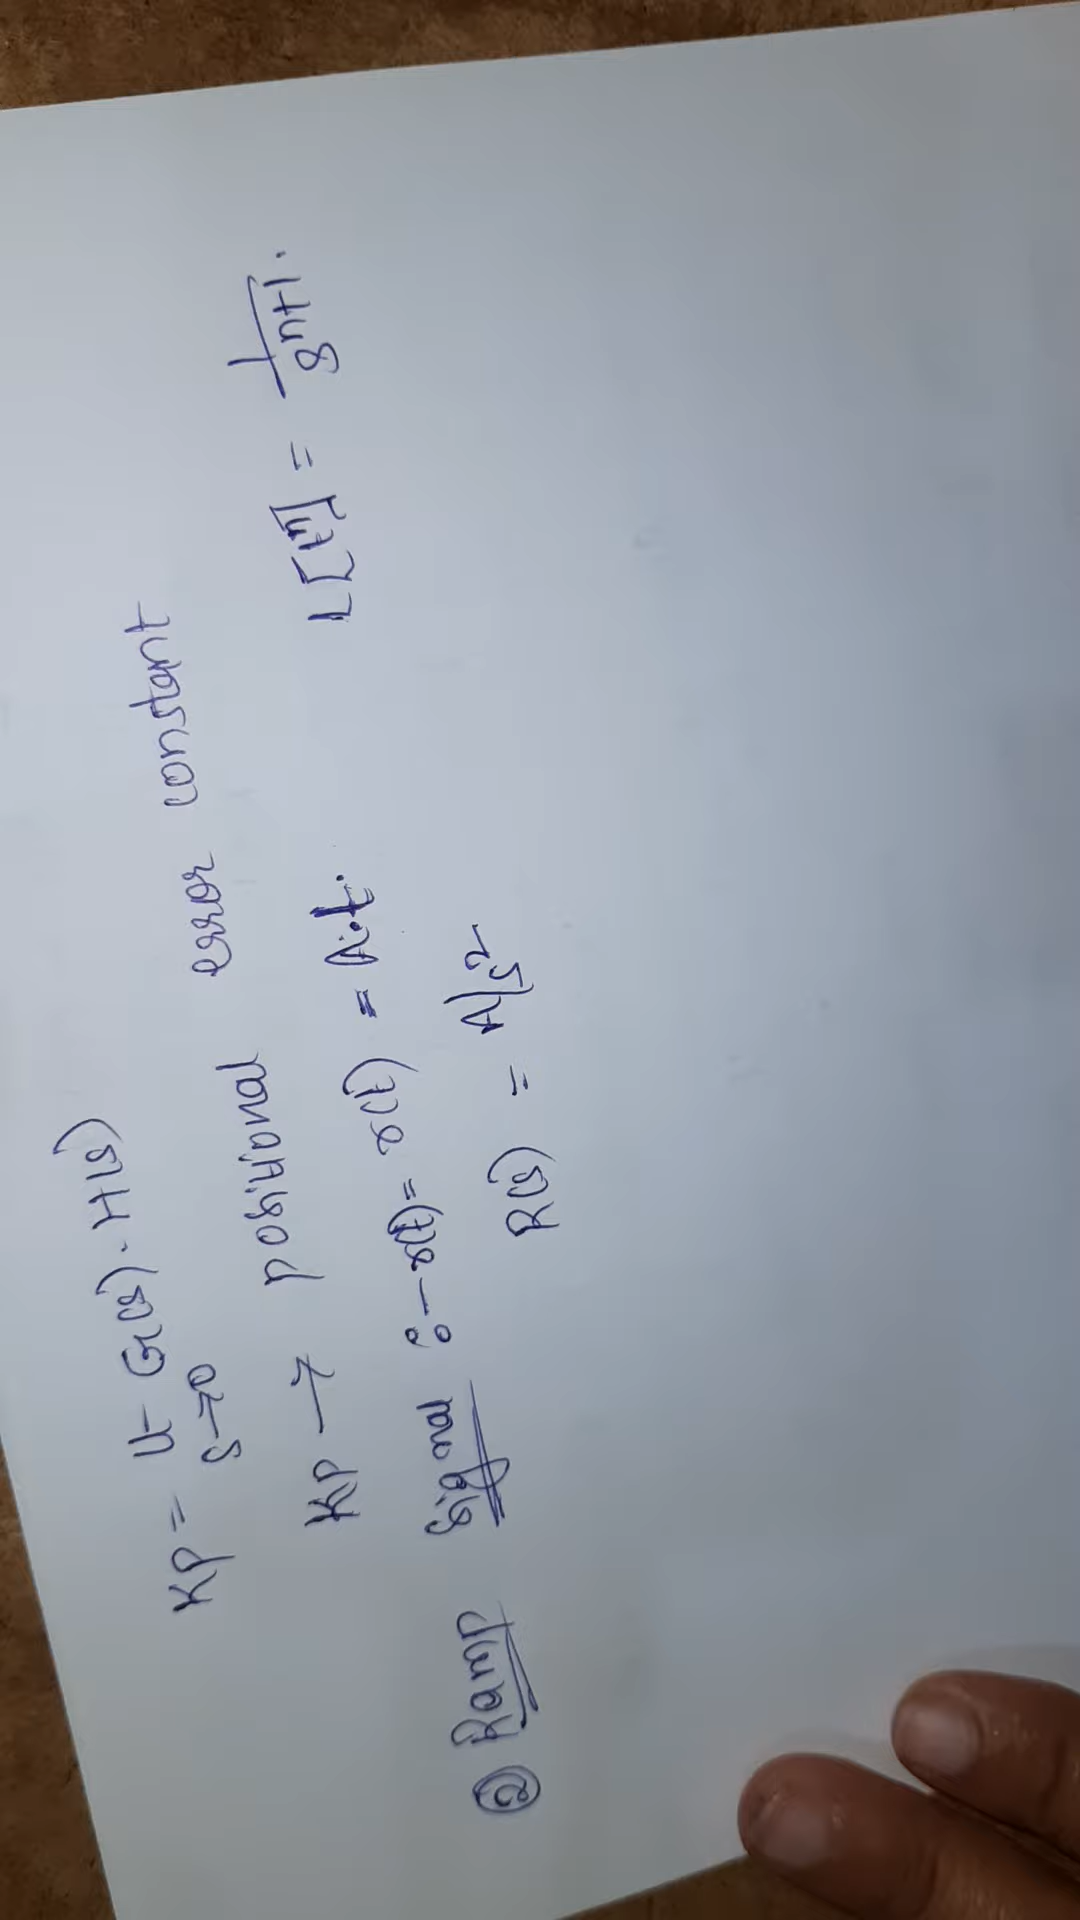 Kp = Lt G(s) . H(s)
s→0
Kp → positional error constant
② Ramp Signal :- r(t) = r(t) = A.t.
L[tn] = 1/sn+1.
R(s) = A/s2